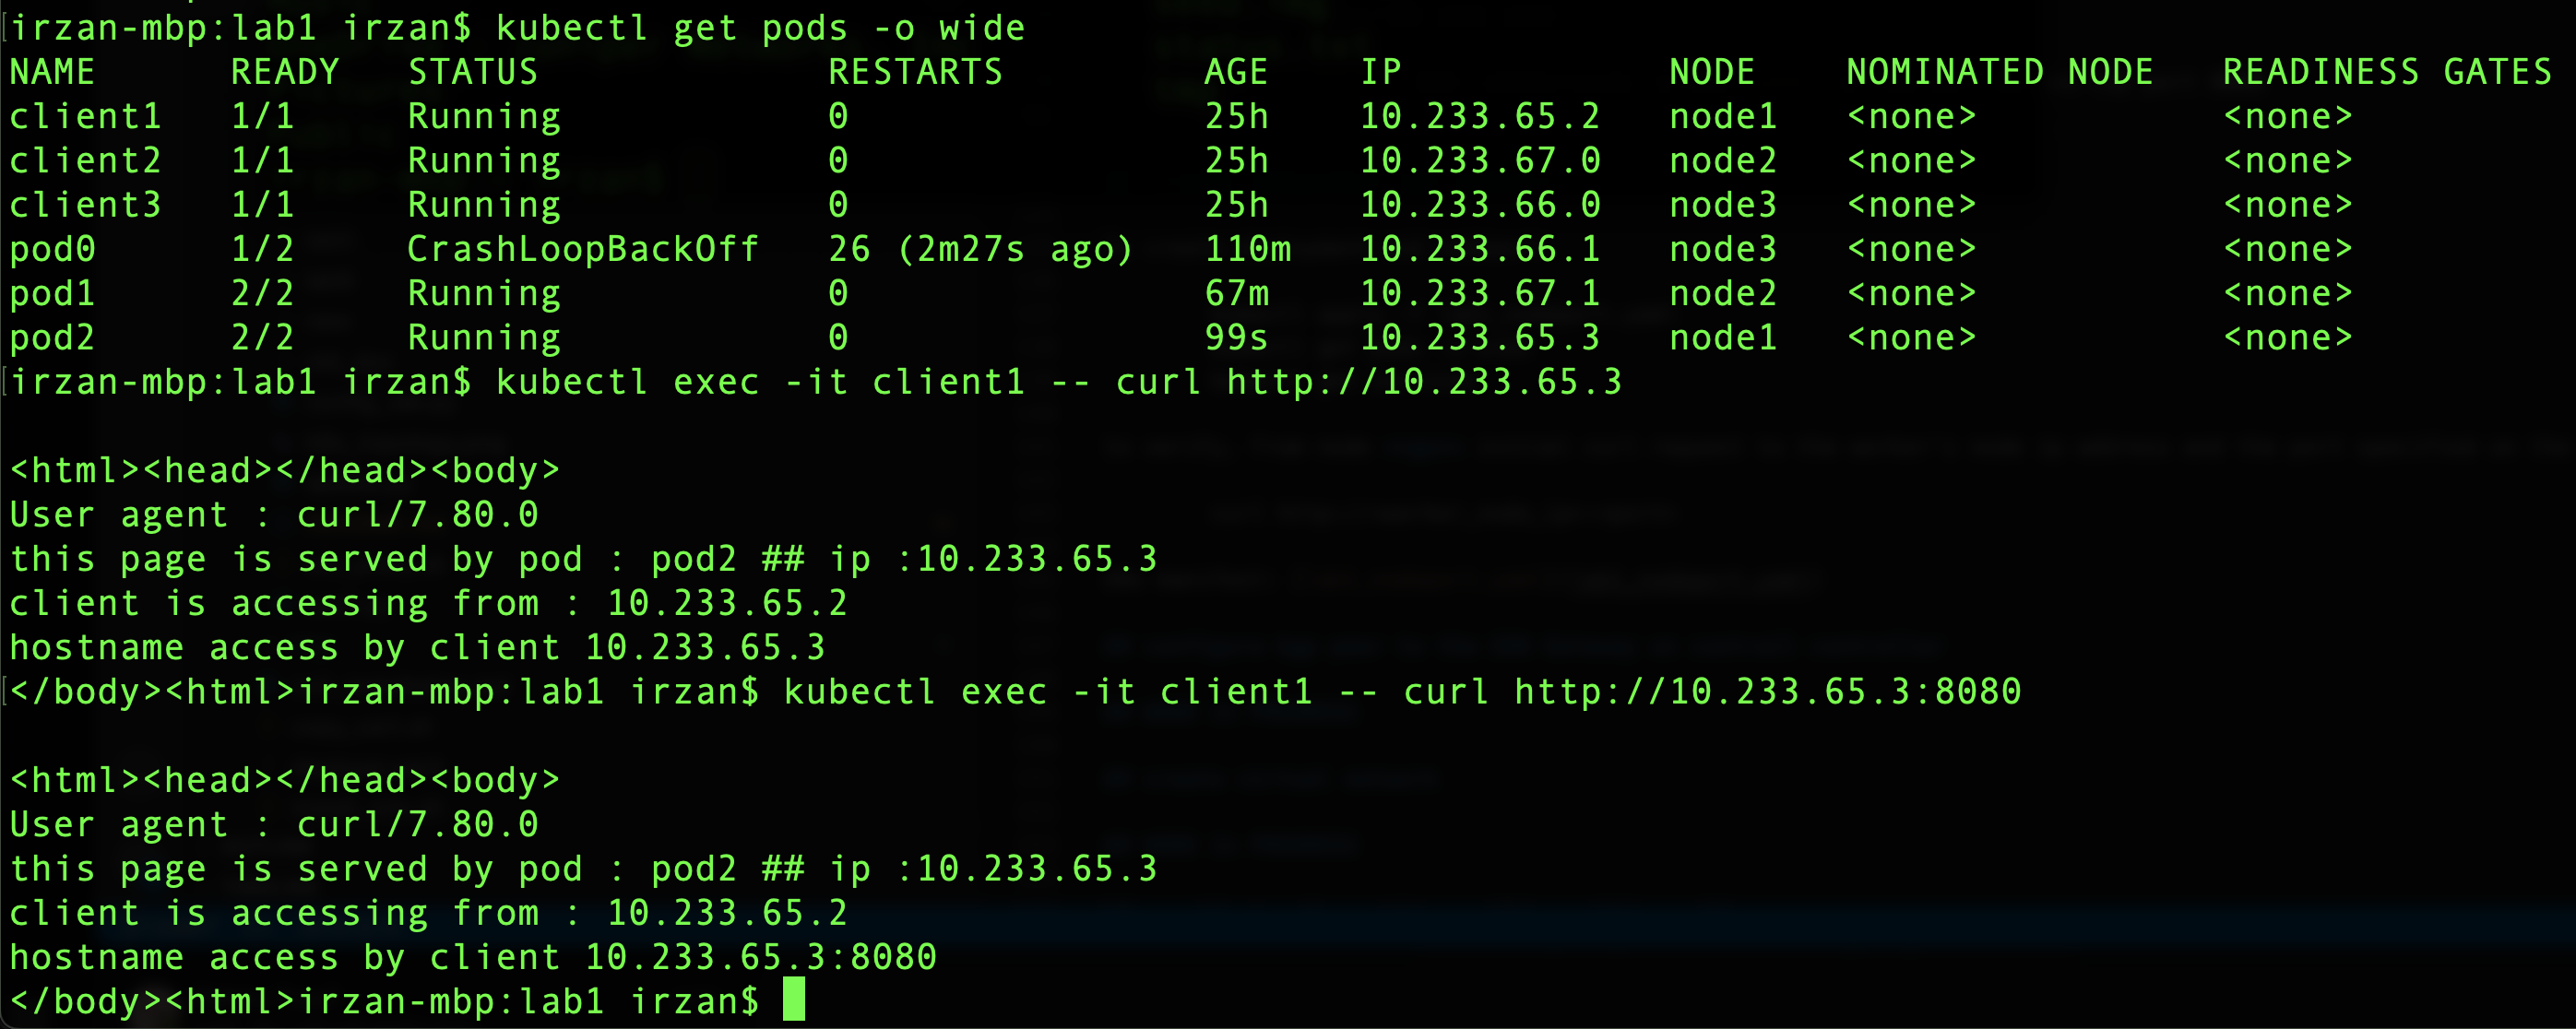 irzan-mbp:lab1 irzan$ kubectl get pods -o wide
NAME READY STATUS RESTARTS AGE IP NODE NOMINATED NODE READINESS GATES
client1 1/1 Running 0 25h 10.233.65.2 node1 <none> <none>
client2 1/1 Running 0 25h 10.233.67.0 node2 <none> <none>
client3 1/1 Running 0 25h 10.233.66.0 node3 <none> <none>
pod0 1/2 CrashLoopBackOff 26 (2m27s ago) 110m 10.233.66.1 node3 <none> <none>
pod1 2/2 Running 0 67m 10.233.67.1 node2 <none> <none>
pod2 2/2 Running 0 99s 10.233.65.3 node1 <none> <none>
irzan-mbp:lab1 irzan$ kubectl exec -it client1 -- curl http://10.233.65.3
<html><head></head><body>
User agent : curl/7.80.0
this page is served by pod : pod2 ## ip :10.233.65.3
client is accessing from : 10.233.65.2
hostname access by client 10.233.65.3
</body><html>irzan-mbp:lab1 irzan$ kubectl exec -it client1 -- curl http://10.233.65.3:8080
<html><head></head><body>
User agent : curl/7.80.0
this page is served by pod : pod2 ## ip :10.233.65.3
client is accessing from : 10.233.65.2
hostname access by client 10.233.65.3:8080
</body><html>irzan-mbp:lab1 irzan$